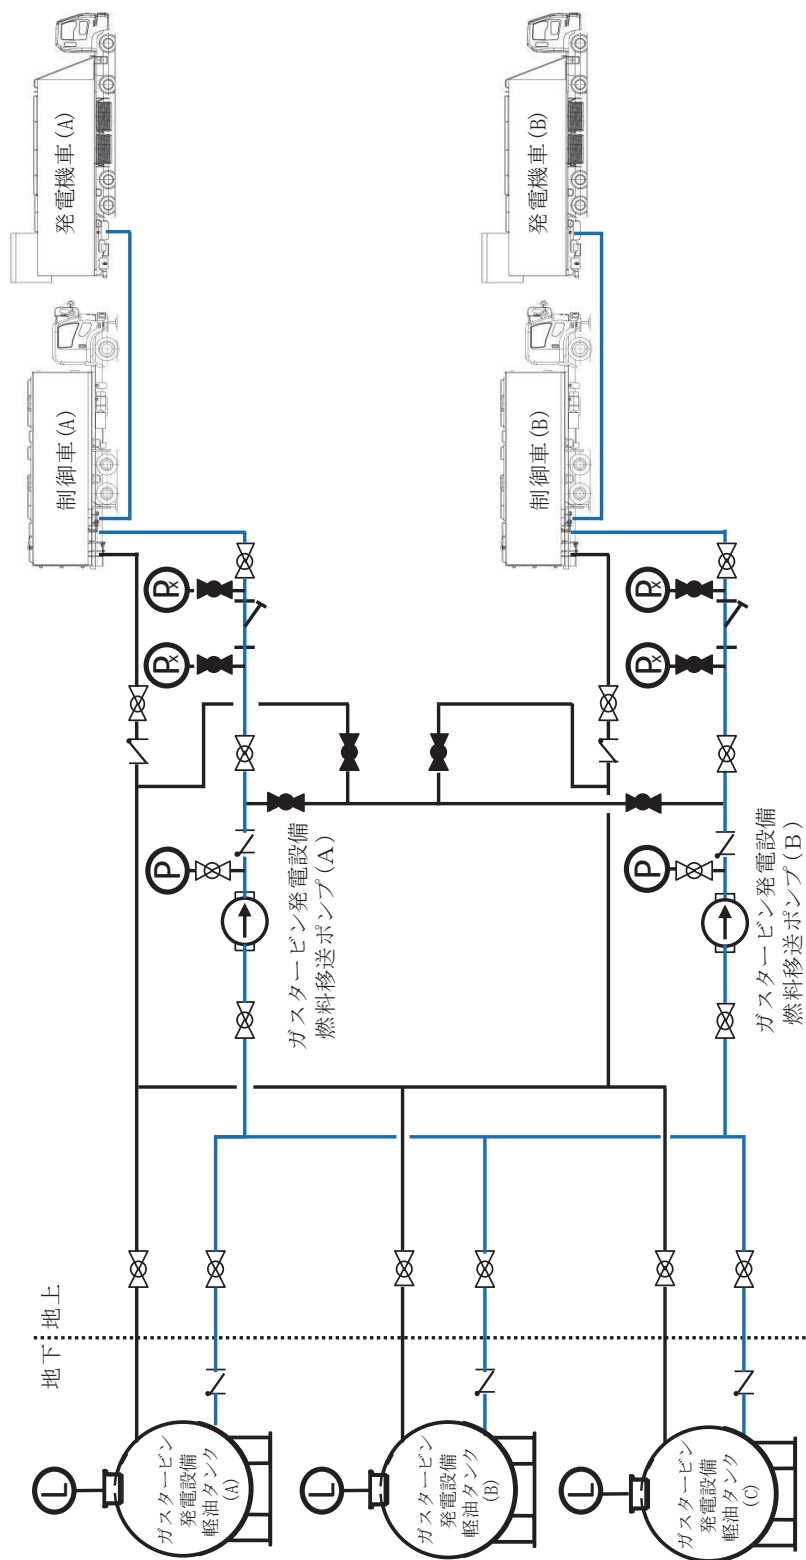 発電機車(A)
発電機車(B)
制御車(A)
制御車(B)
Px
Px
Px
Px
P
P
ガスタービン発電設備
燃料移送ポンプ(A)
ガスタービン発電設備
燃料移送ポンプ(B)
地上
地下
L
ガスタービン
発電設備
軽油タンク
(A)
L
ガスタービン
発電設備
軽油タンク
(B)
L
ガスタービン
発電設備
軽油タンク
(C)